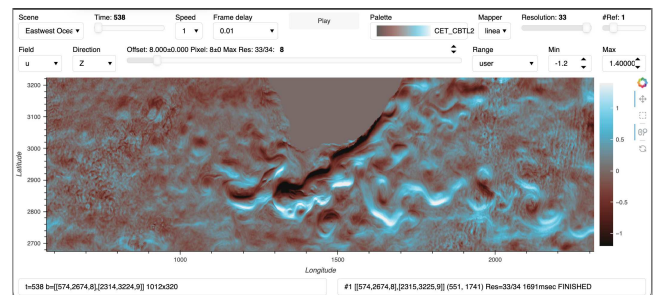 Scene Time: 538 Speed Frame delay Play Palette Mapper Resolution: 33 #Ref: 1
Eastwest Ocea 1 0.01 CET_CBTL2 linea
Field Direction Offset: 8.000±0.000 Pixel: 8±0 Max Res: 33/34: 8 Range Min Max
u Z user -1.2 1.40000
3200
3100
3000
2900
2800
2700
Latitude
1000 1500 2000
Longitude
1
0.5
0
−0.5
−1
t=538 b=[[574,2674,8],[2314,3224,9]] 1012x320 #1 [[574,2674,8],[2315,3225,9]] (551, 1741) Res=33/34 1691msec FINISHED